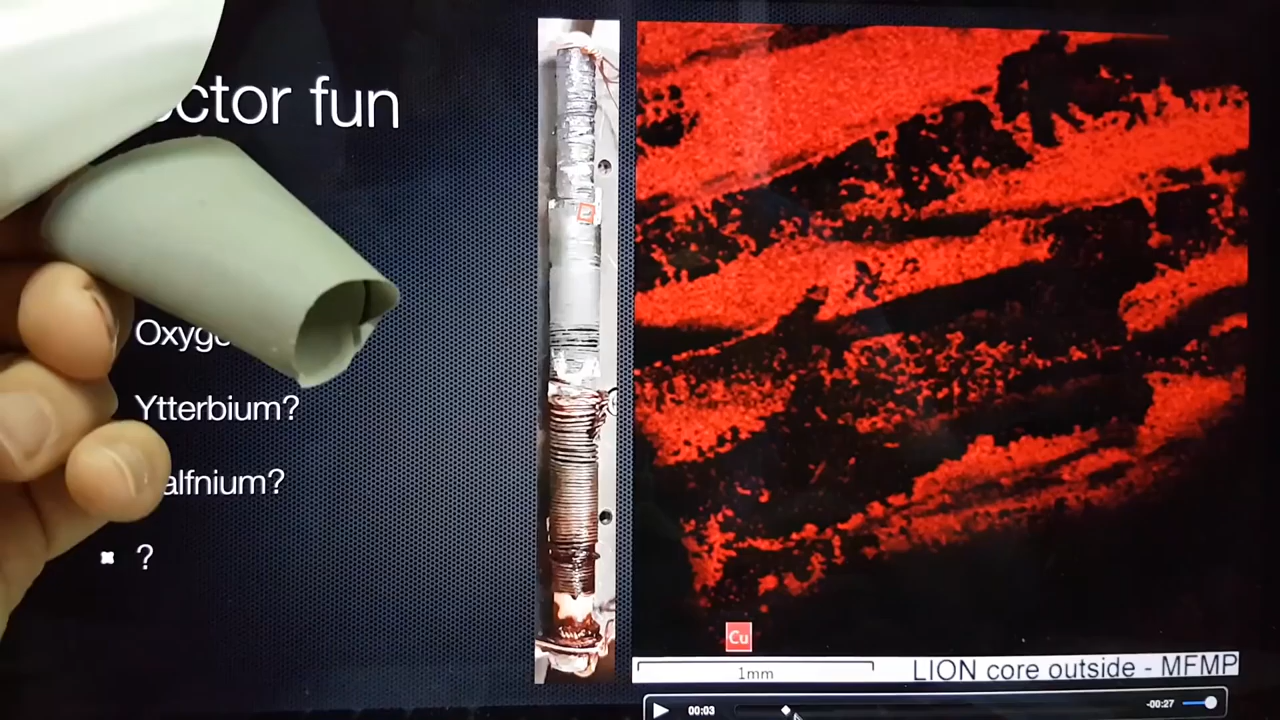 ctor fun
Oxyg
Ytterbium?
alfnium?
?
Cu
1mm
LION core outside - MFMP
00:03
-00:27